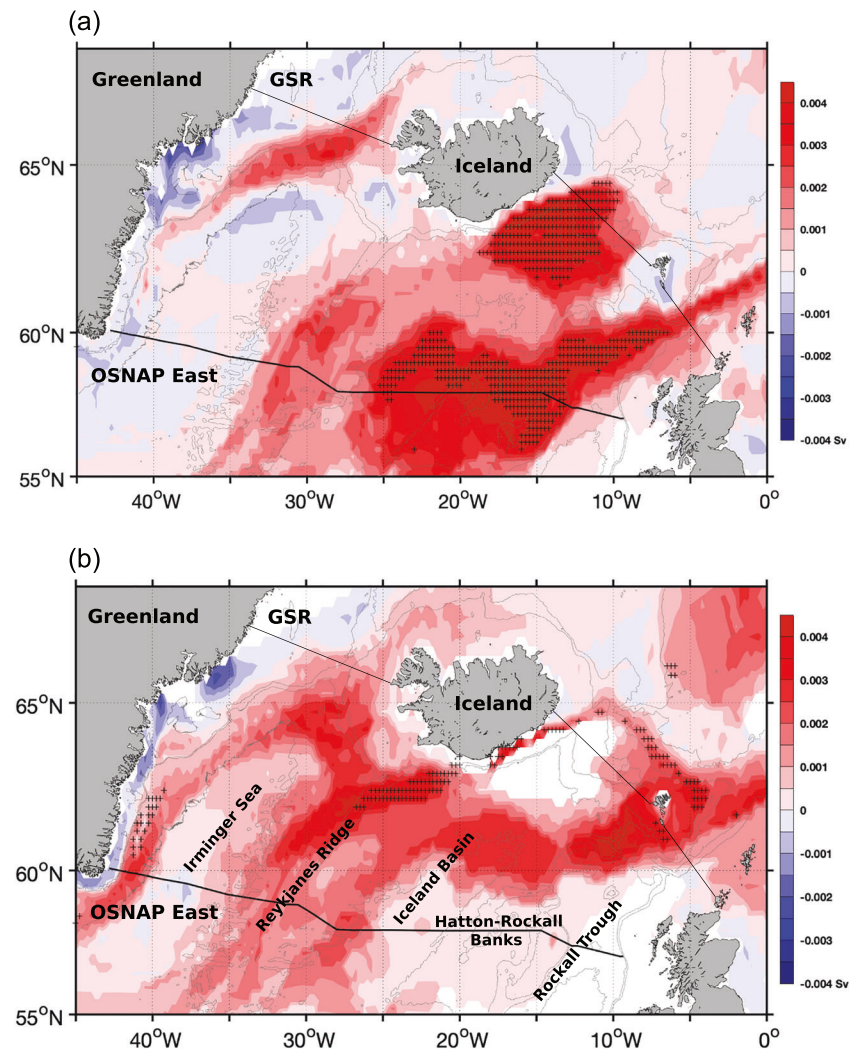 (a)
Greenland
GSR
Iceland
OSNAP East
65°N
60°N
55°N
40°W
30°W
20°W
10°W
0°
0.004
0.003
0.002
0.001
0
-0.001
-0.002
-0.003
-0.004 Sv
(b)
Greenland
GSR
Iceland
Irminger Sea
Reykjanes Ridge
Iceland Basin
OSNAP East
Hatton-Rockall
Banks
Rockall Trough
65°N
60°N
55°N
40°W
30°W
20°W
10°W
0°
0.004
0.003
0.002
0.001
0
-0.001
-0.002
-0.003
-0.004 Sv